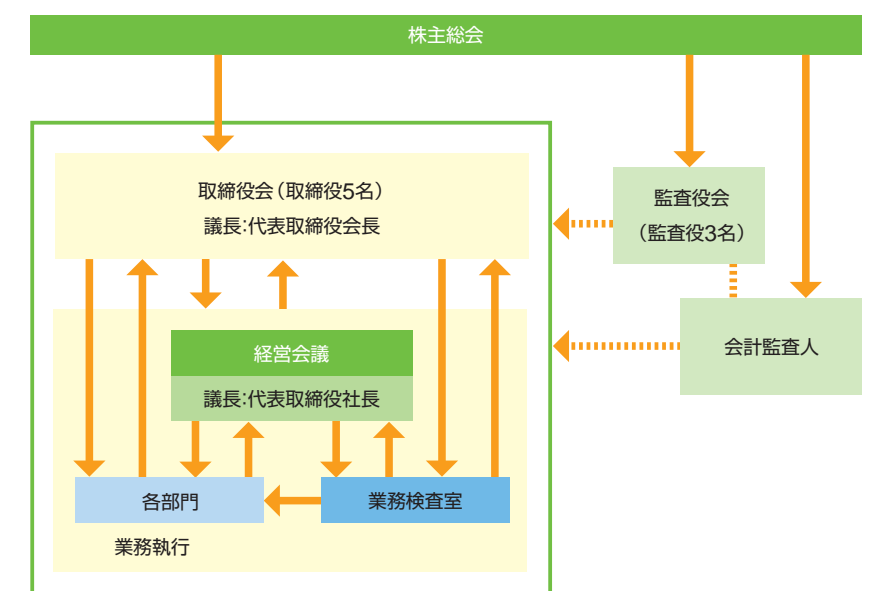 株主総会
取締役会（取締役5名）
議長:代表取締役会長
監査役会
（監査役3名）
会計監査人
経営会議
議長:代表取締役社長
各部門
業務検査室
業務執行